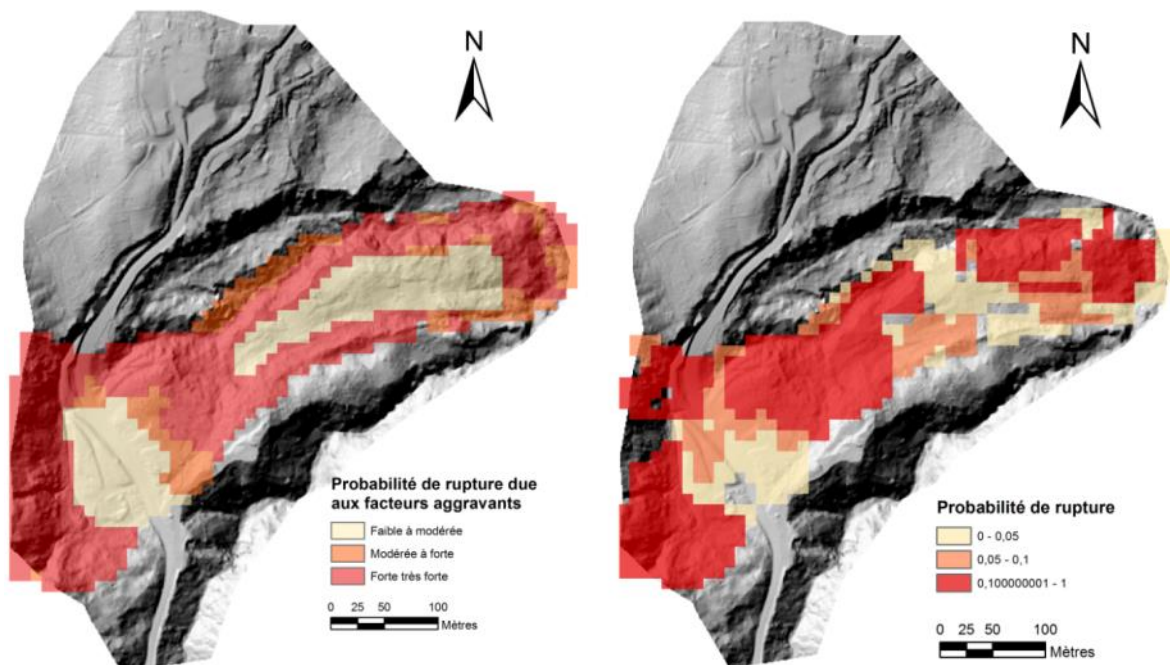 N
Probabilité de rupture due
aux facteurs aggravants
Faible à modérée
Modérée à forte
Forte très forte
0 25 50 100
Mètres
N
Probabilité de rupture
0 - 0,05
0,05 - 0,1
0,100000001 - 1
0 25 50 100
Mètres